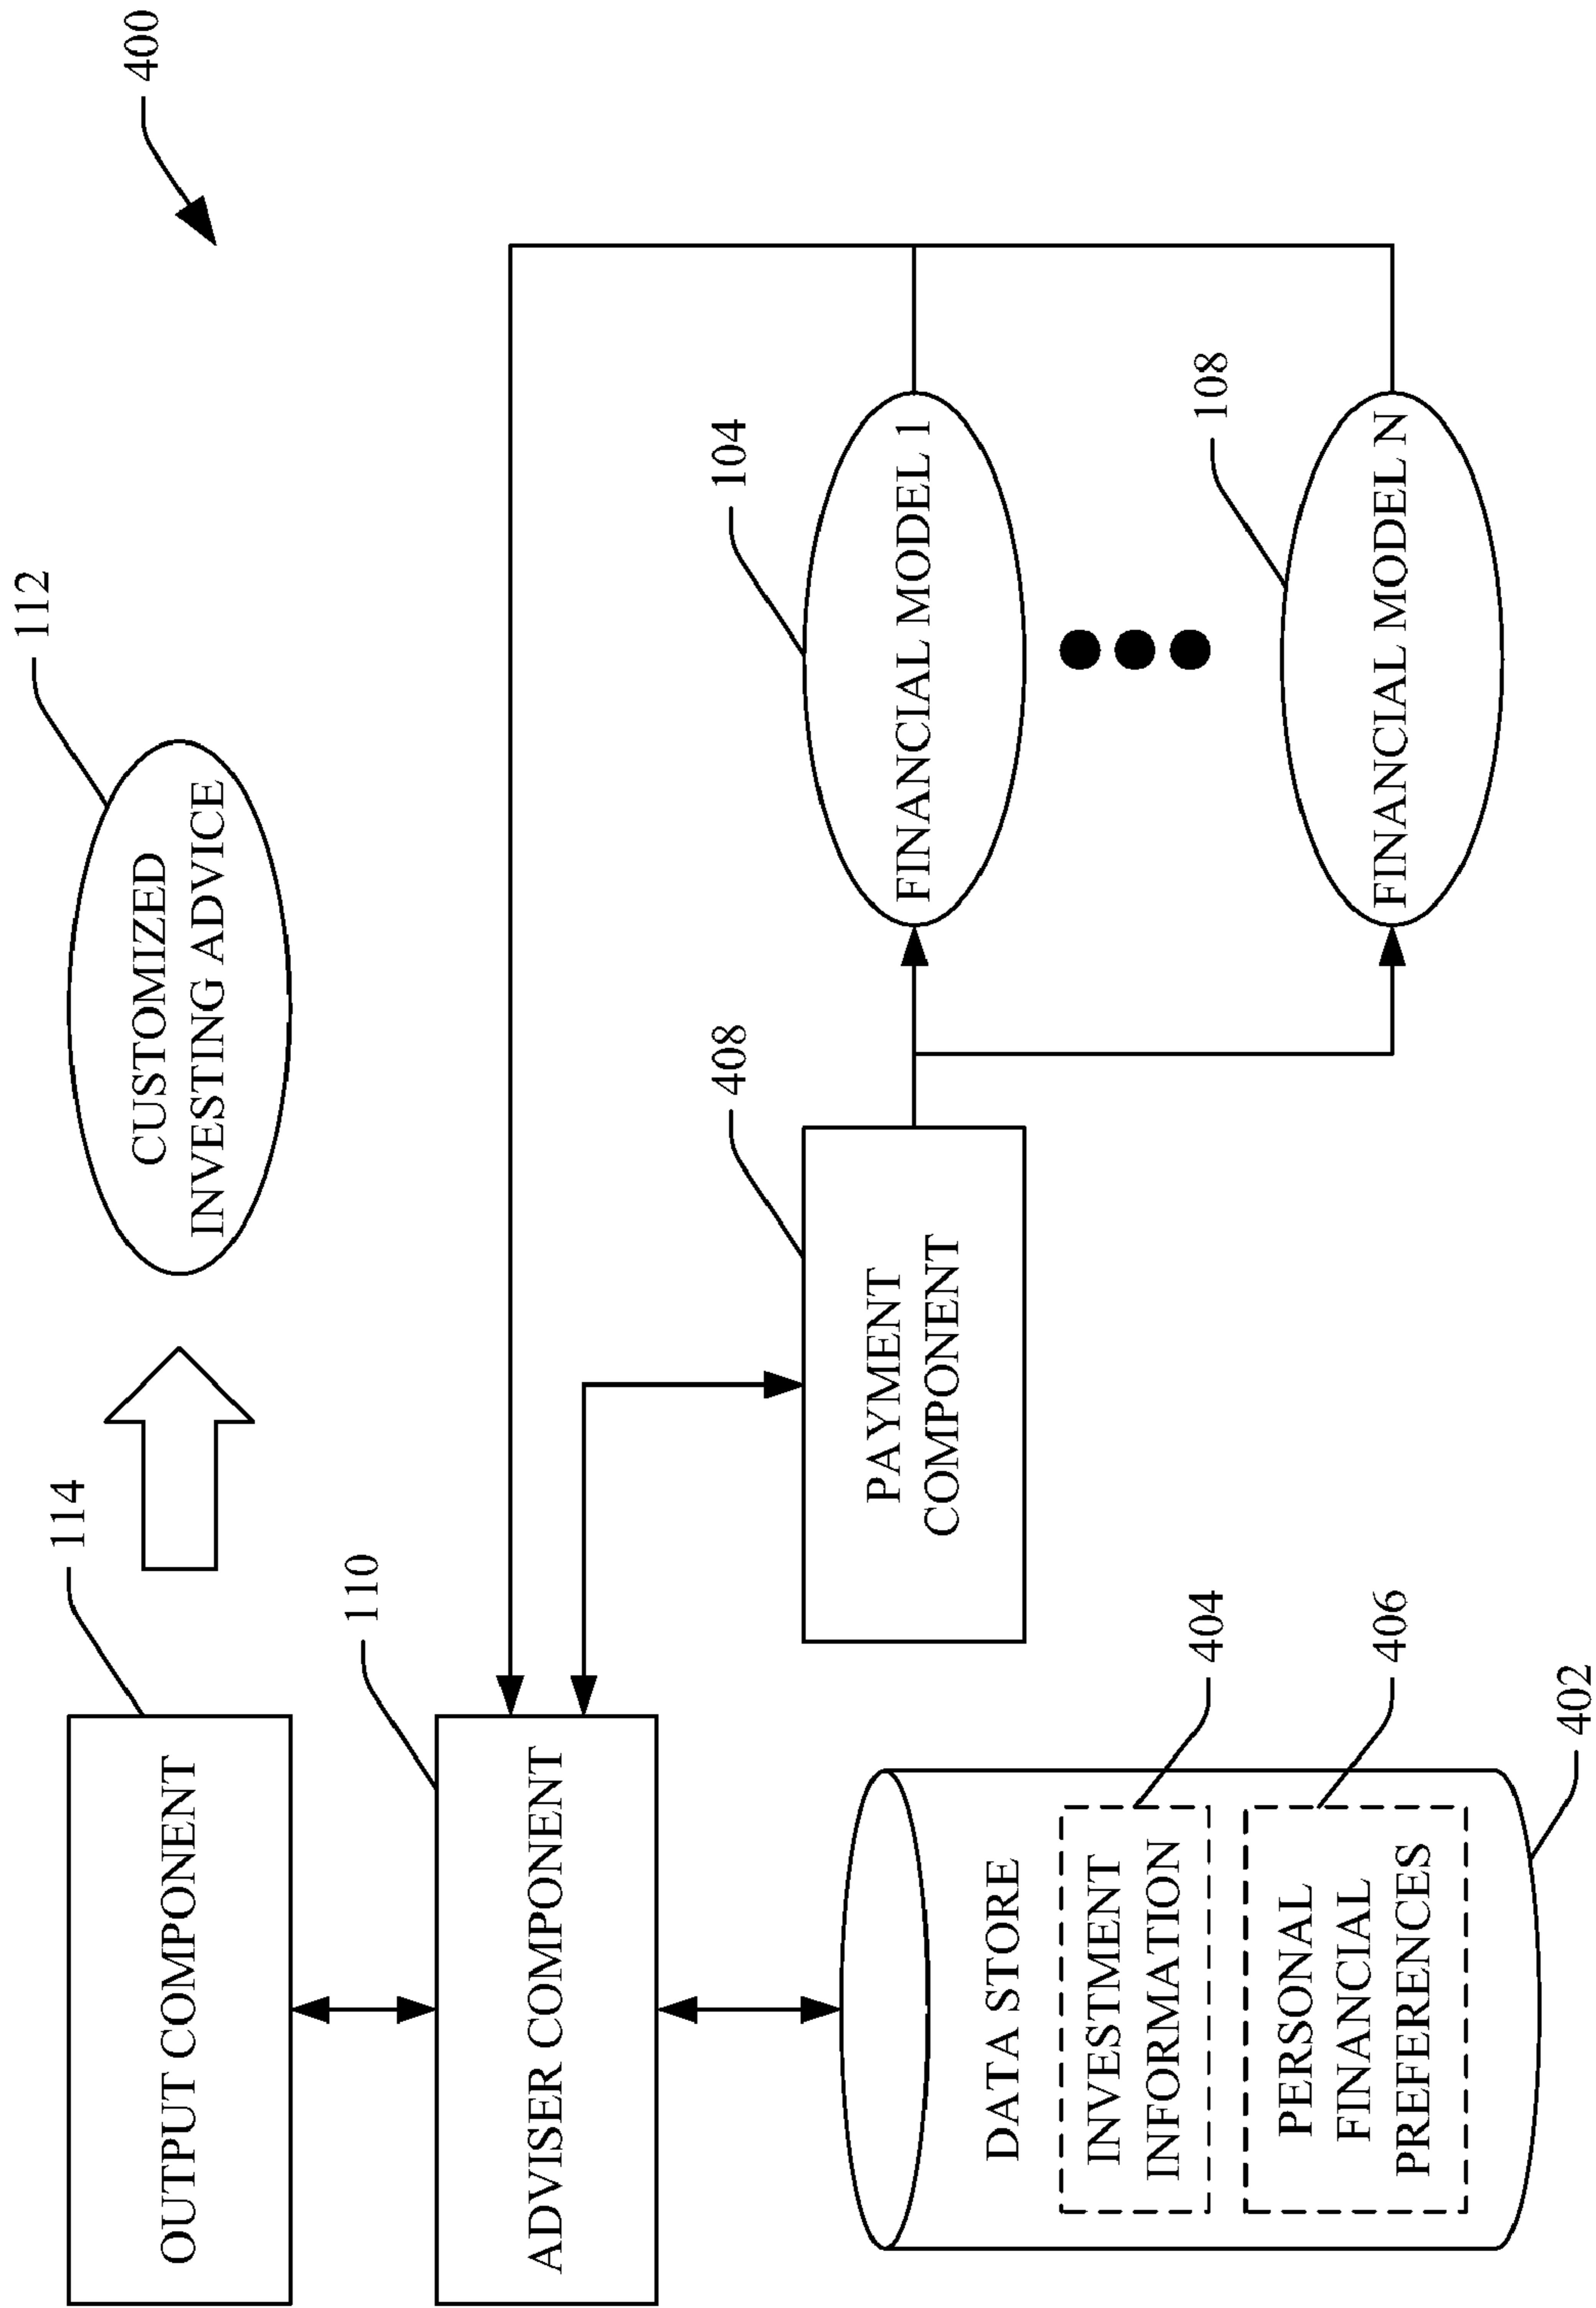 400
114
112
OUTPUT COMPONENT
CUSTOMIZED
INVESTING ADVICE
110
ADVISER COMPONENT
408
104
PAYMENT
COMPONENT
FINANCIAL MODEL 1
DATA STORE
404
INVESTMENT
INFORMATION
108
406
PERSONAL
FINANCIAL
PREFERENCES
FINANCIAL MODEL N
402